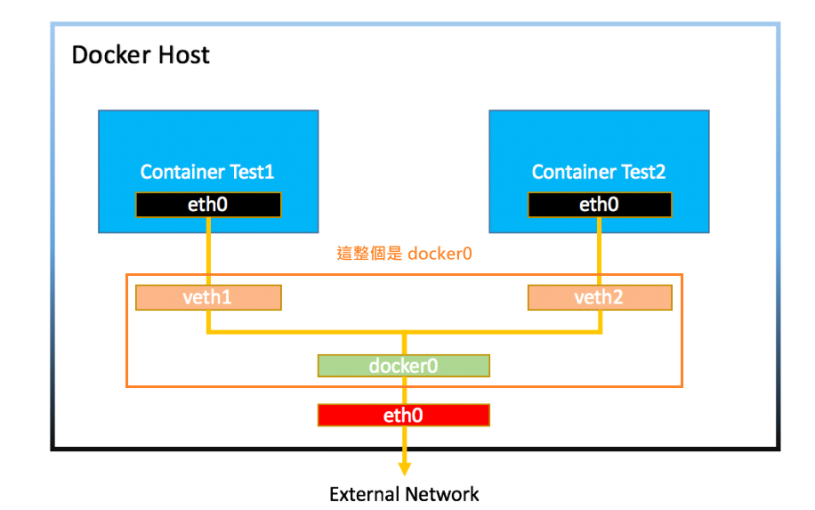 Docker Host
Container Test1
Container Test2
eth0
eth0
這整個是 docker0
veth1
veth2
docker0
eth0
External Network